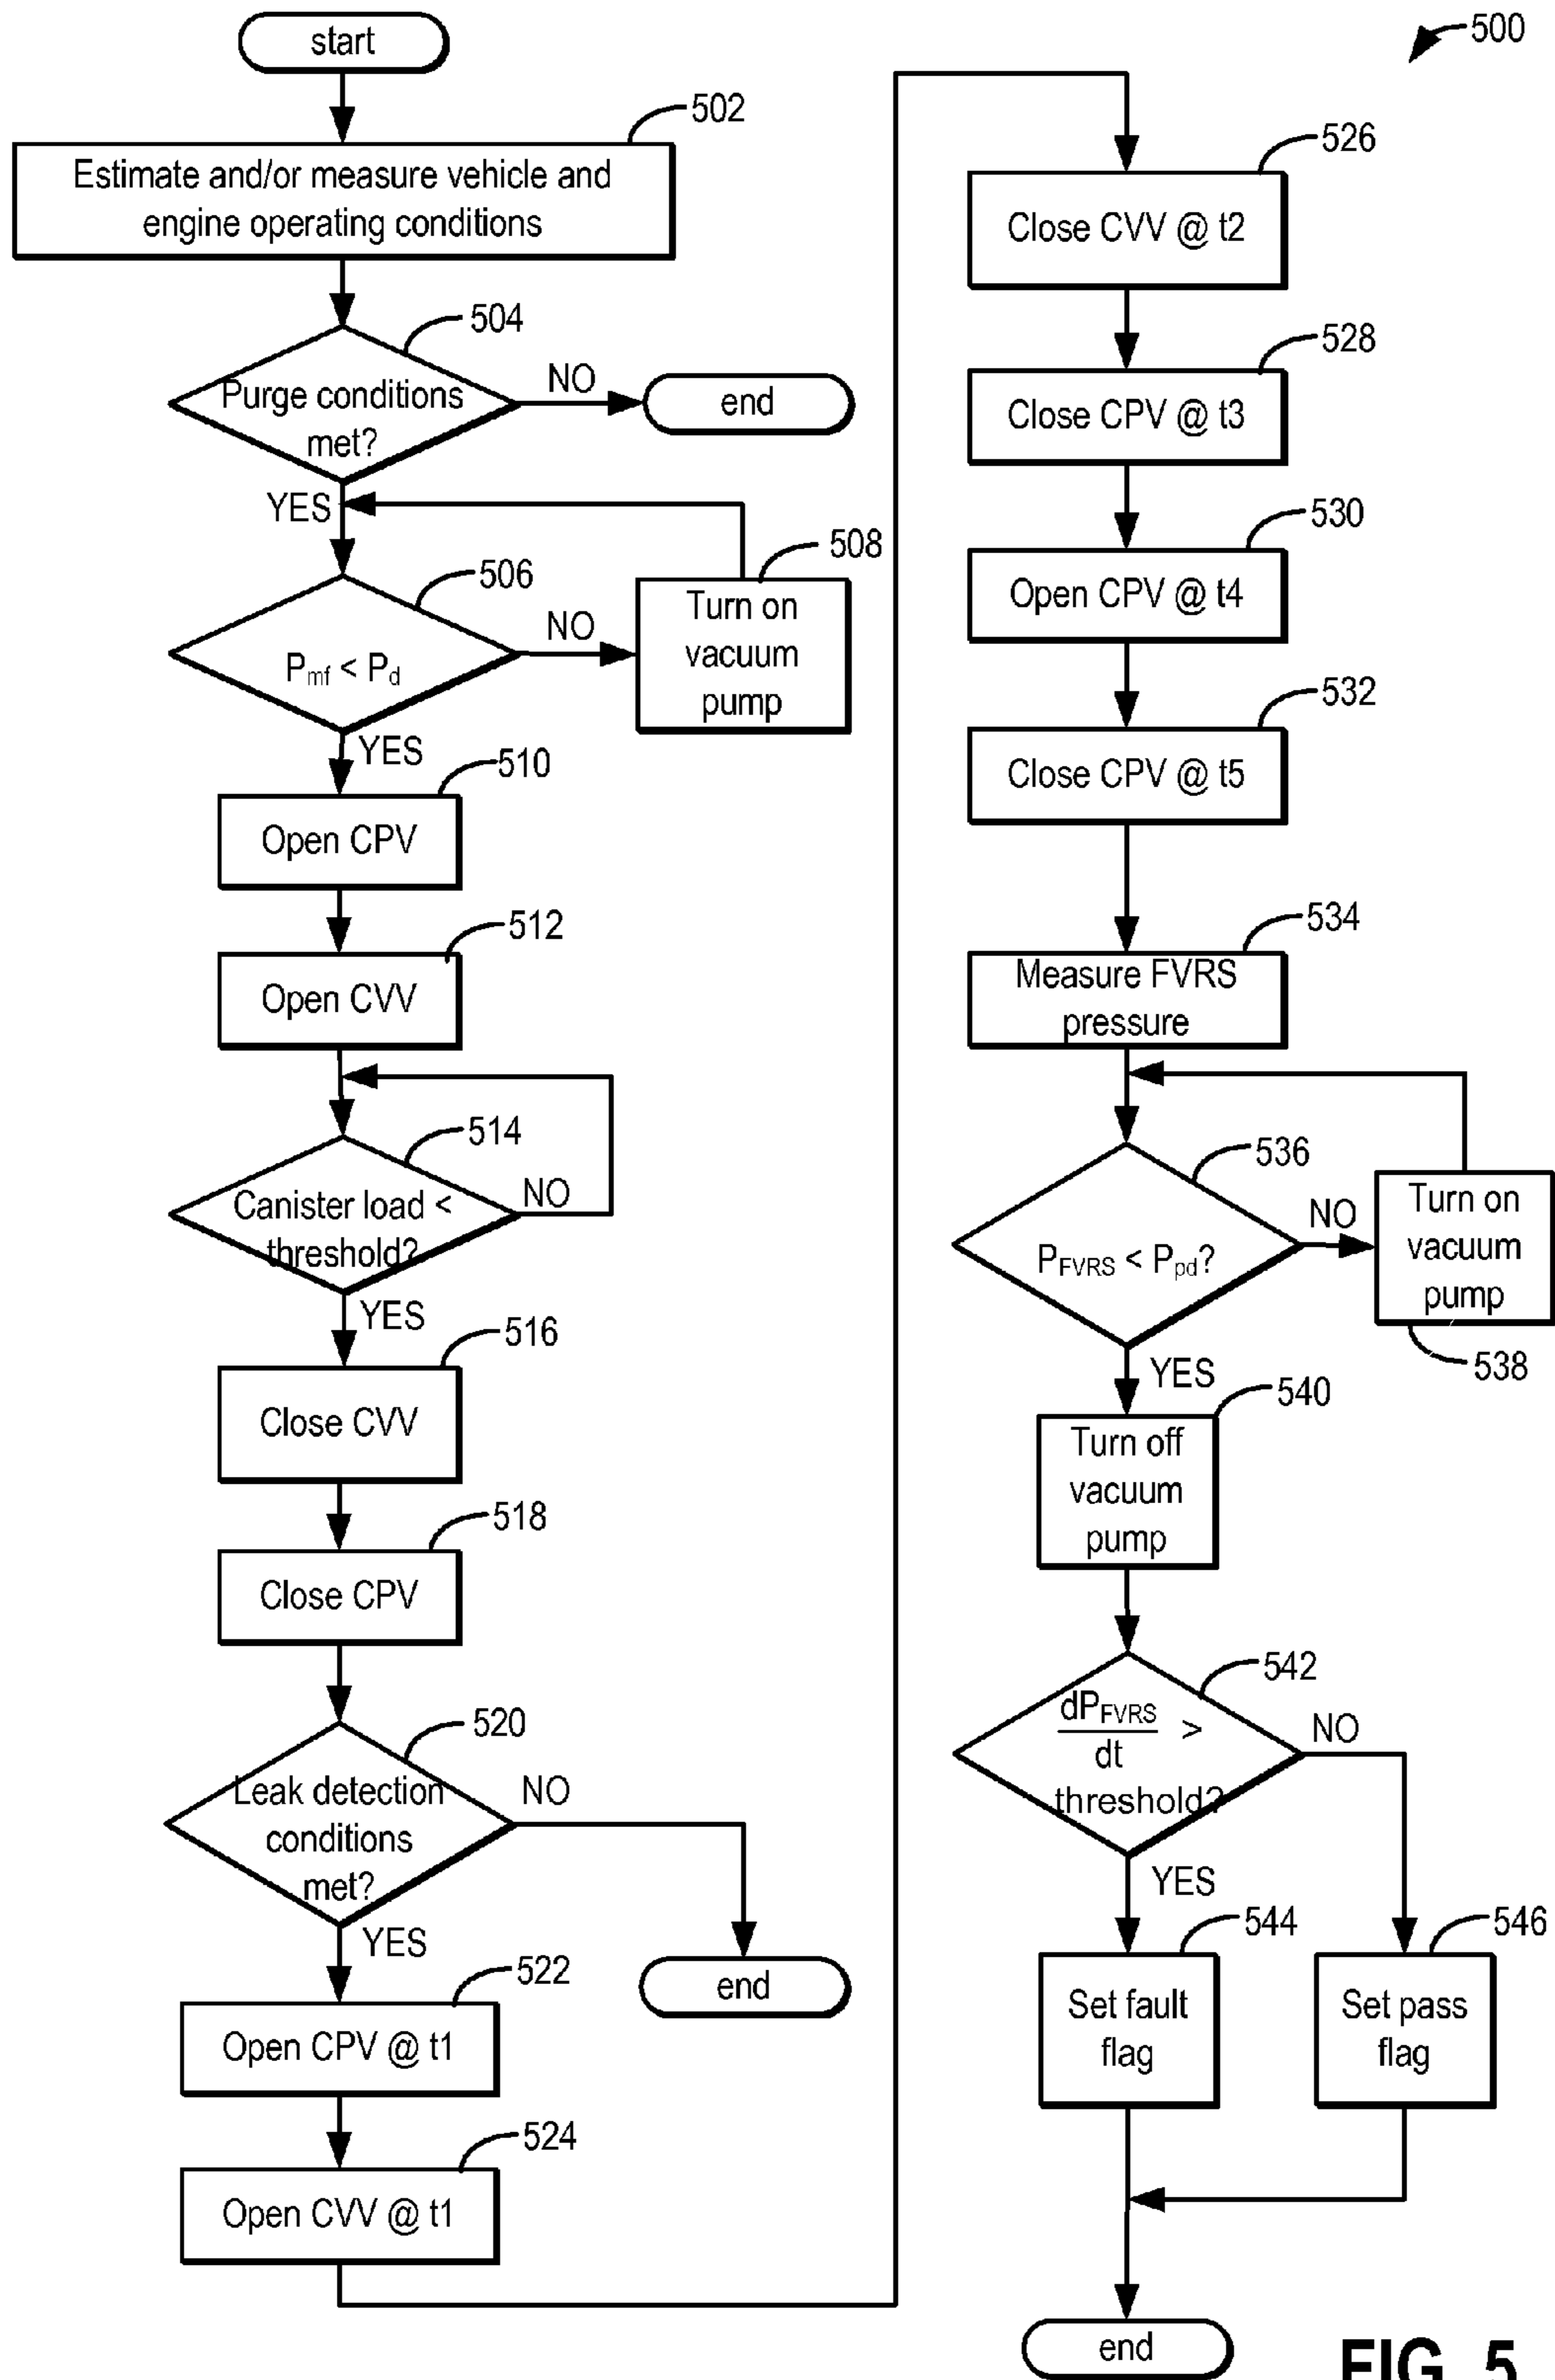 start
500
502
Estimate and/or measure vehicle and
engine operating conditions
504
Purge conditions
met?
NO
end
YES
506
P_mf < P_d
NO
508
Turn on
vacuum
pump
YES
510
Open CPV
512
Open CVV
514
Canister load <
threshold?
NO
YES
516
Close CVV
518
Close CPV
520
Leak detection
conditions
met?
NO
end
YES
522
Open CPV @ t1
524
Open CVV @ t1
526
Close CVV @ t2
528
Close CPV @ t3
530
Open CPV @ t4
532
Close CPV @ t5
534
Measure FVRS
pressure
536
P_FVRS < P_pd?
NO
Turn on
vacuum
pump
538
YES
540
Turn off
vacuum
pump
542
dP_FVRS
dt
>
threshold?
NO
YES
544
Set fault
flag
546
Set pass
flag
end
FIG. 5